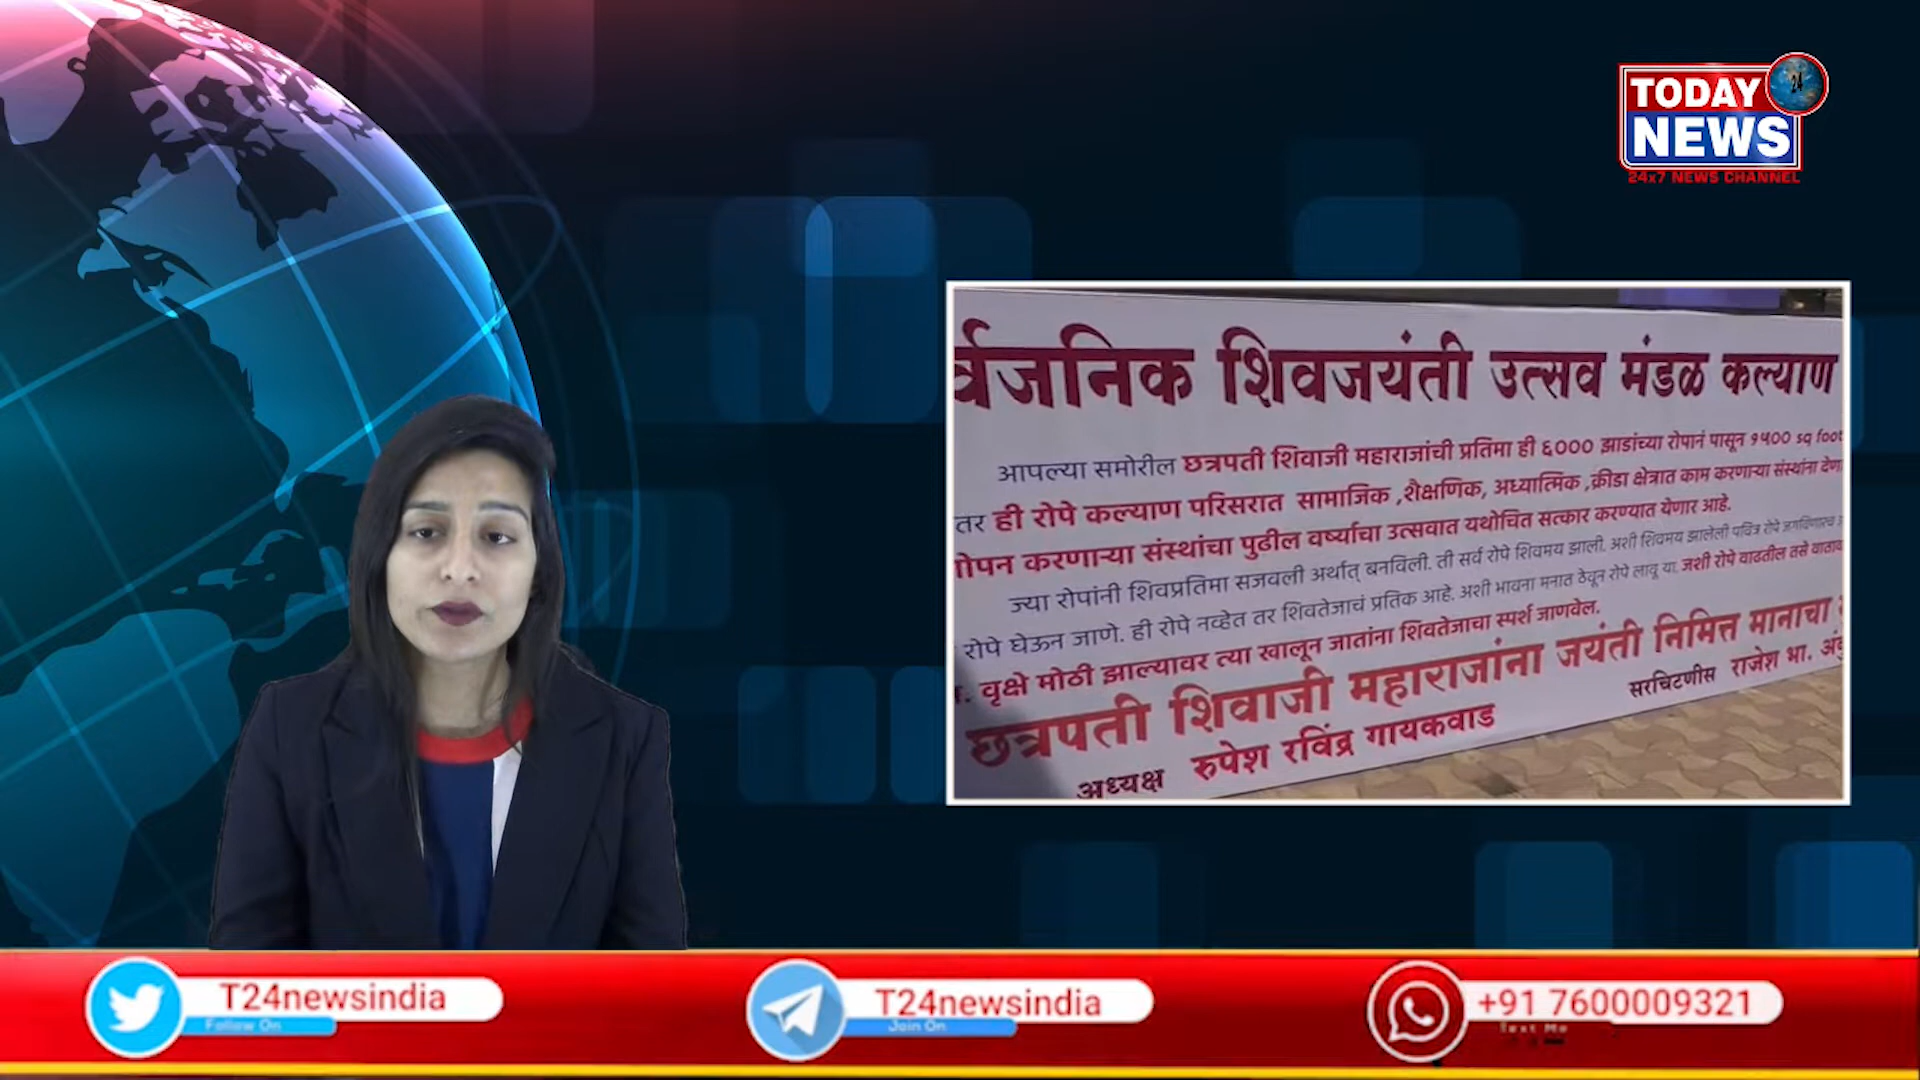 TODAY
24
NEWS
24x7 NEWS CHANNEL
र्वजनिक शिवजयंती उत्सव मंडळ कल्याण
आपल्या समोरील छत्रपती शिवाजी महाराजांची प्रतिमा ही ६००० झाडांच्या रोपानं पासून १५०० sq foot
तर ही रोपे कल्याण परिसरात सामाजिक ,शैक्षणिक, अध्यात्मिक ,क्रीडा क्षेत्रात काम करणाऱ्या संस्थांना
ोपन करणाऱ्या संस्थांचा पुढील वर्ष्याचा उत्सवात यथोचित सत्कार करण्यात येणार आहे.
ज्या रोपांनी शिवप्रतिमा सजवली अर्थात् बनविली. ती सर्व रोपे शिवमय झाली. अशी शिवमय झालेली पवित्र रोपे
रोपे घेऊन जाणे. ही रोपे नव्हेत तर शिवतेजाचं प्रतिक आहे. अशी भावना मनात ठेवून रोपे लावू या. जशी रोपे वाढतील तसे
वृक्षे मोठी झाल्यावर त्या खालून जातांना शिवतेजाचा स्पर्श जाणवेल.
छत्रपती शिवाजी महाराजांना जयंती निमित्त मानाचा
अध्यक्ष रुपेश रविंद्र गायकवाड
सरचिटणीस राजेश भा.
T24newsindia
Follow On
T24newsindia
Join On
+91 7600009321
Text Me